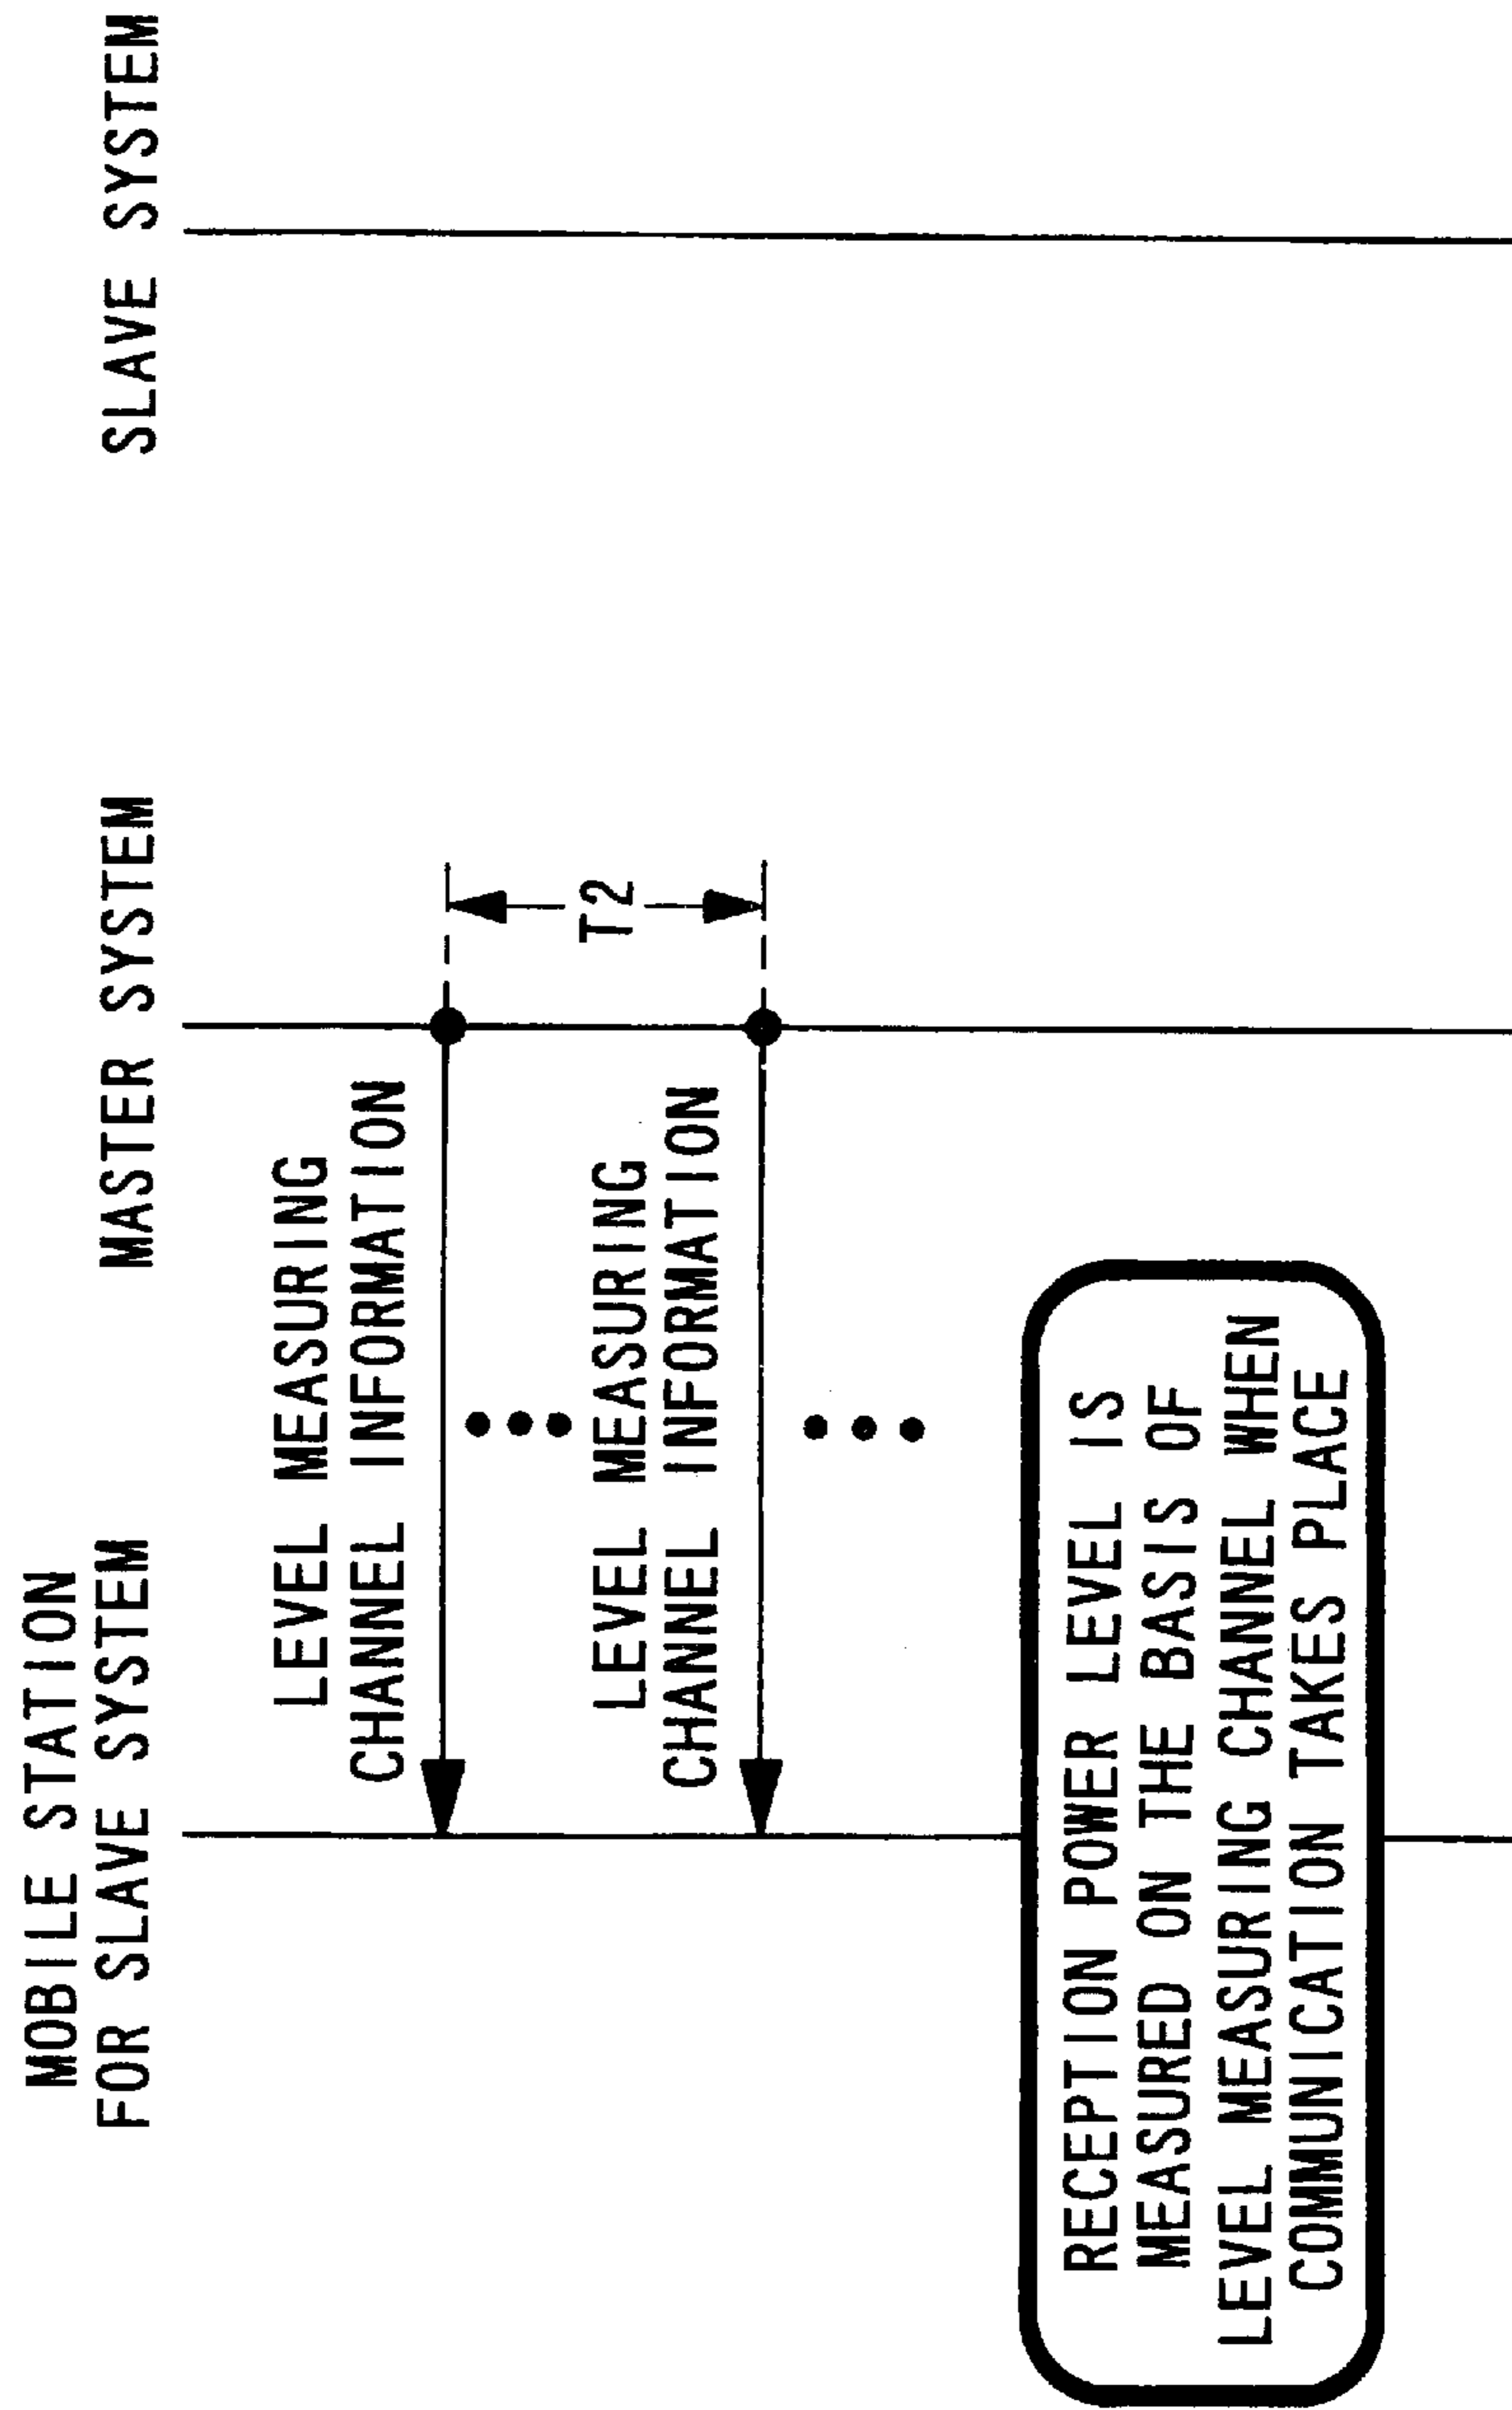 MOBILE STATION
FOR SLAVE SYSTEM
MASTER SYSTEM
SLAVE SYSTEM
LEVEL MEASURING
CHANNEL INFORMATION
T2
LEVEL MEASURING
CHANNEL INFORMATION
RECEPTION POWER LEVEL IS
MEASURED ON THE BASIS OF
LEVEL MEASURING CHANNEL WHEN
COMMUNICATION TAKES PLACE